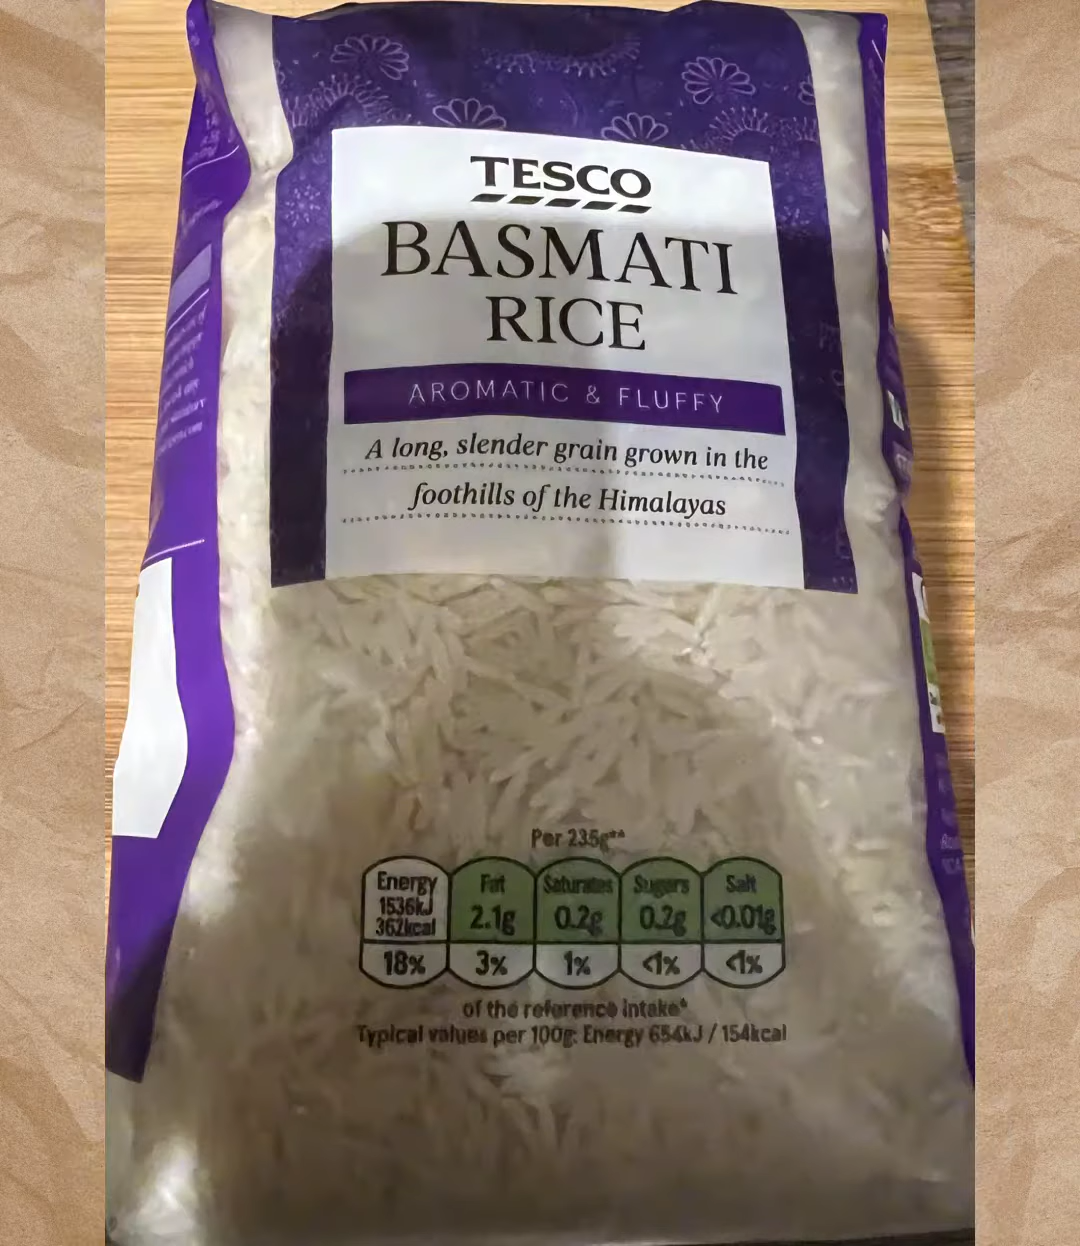 TESCO
BASMATI
RICE
AROMATIC & FLUFFY
A long, slender grain grown in the
foothills of the Himalayas
Per 235g**
Energy Fat Saturates Sugars Salt
1536kJ
362kcal 2.1g 0.2g 0.2g <0.01g
18% 3% 1% <1% <1%
of the reference intake*
Typical values per 100g: Energy 654kJ / 154kcal